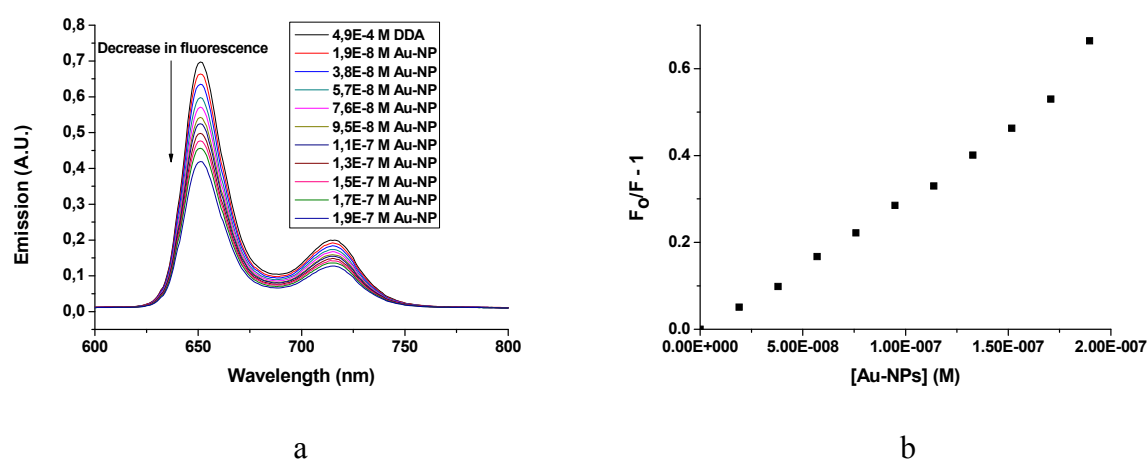 0,8
0,7
0,6
0,5
0,4
0,3
0,2
0,1
0,0
Emission (A.U.)
Decrease in fluorescence
4,9E-4 M DDA
1,9E-8 M Au-NP
3,8E-8 M Au-NP
5,7E-8 M Au-NP
7,6E-8 M Au-NP
9,5E-8 M Au-NP
1,1E-7 M Au-NP
1,3E-7 M Au-NP
1,5E-7 M Au-NP
1,7E-7 M Au-NP
1,9E-7 M Au-NP
600 650 700 750 800
Wavelength (nm)
a
0.6
0.4
0.2
0.0
F₀/F - 1
0.00E+000 5.00E-008 1.00E-007 1.50E-007 2.00E-007
[Au-NPs] (M)
b